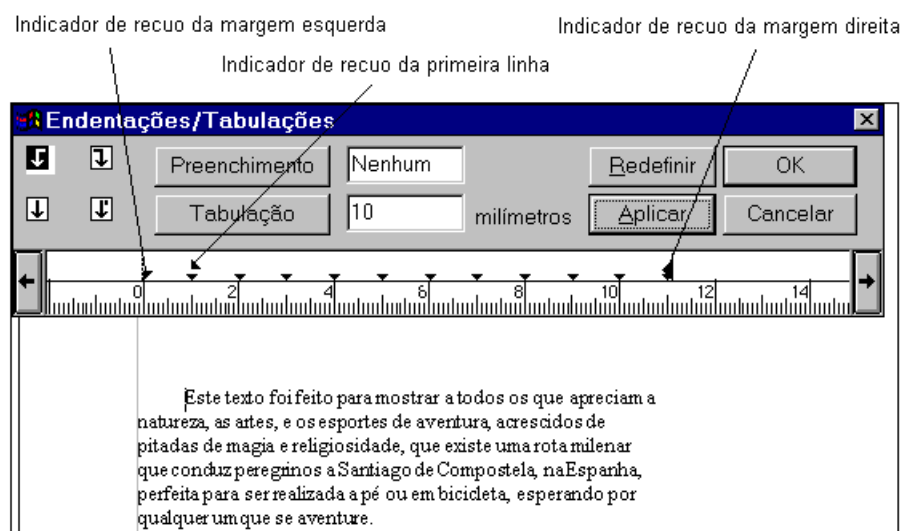 Indicador de recuo da margem esquerda
Indicador de recuo da margem direita
Indicador de recuo da primeira linha
Endentações/Tabulações
Preenchimento Nenhum Redefinir OK
Tabulação 10 milímetros Aplicar Cancelar
0 2 4 6 8 10 12 14
Este texto foi feito para mostrar a todos os que apreciam a
natureza, as artes, e os esportes de aventura, acrescidos de
pitadas de magia e religiosidade, que existe uma rota milenar
que conduz peregrinos a Santiago de Compostela, na Espanha,
perfeita para ser realizada a pé ou em bicicleta, esperando por
qualquer um que se aventure.